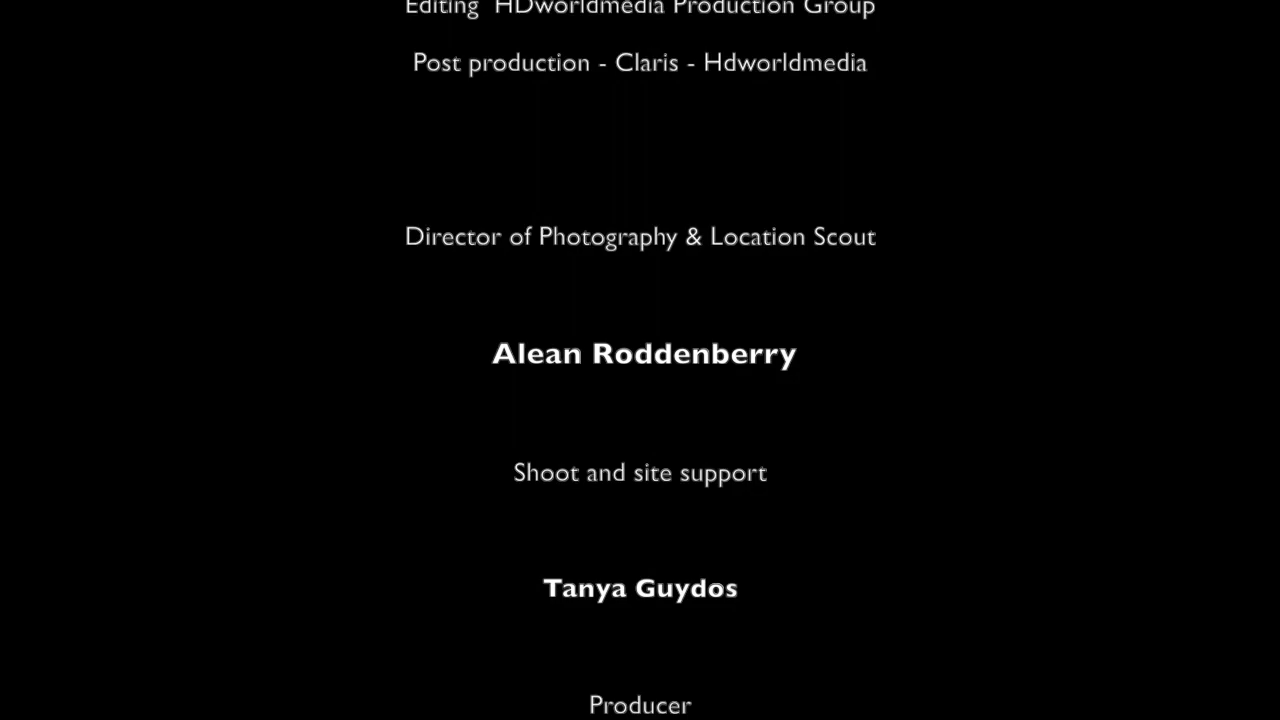 Editing  HDworldmedia Production Group
Post production - Claris - Hdworldmedia
Director of Photography & Location Scout
Alean Roddenberry
Shoot and site support
Tanya Guydos
Producer